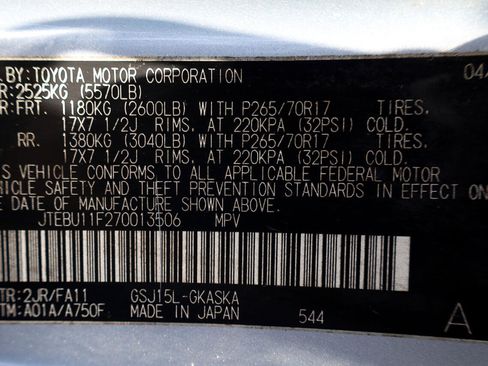 BY: TOYOTA MOTOR CORPORATION 04/
R: 2525KG (5570LB)
R: FRT. 1180KG (2600LB) WITH P265/70R17 TIRES.
17X7 1/2J RIMS. AT 220KPA (32PSI) COLD.
RR. 1380KG (3040LB) WITH P265/70R17 TIRES.
17X7 1/2J RIMS. AT 220KPA (32PSI) COLD.
IS VEHICLE CONFORMS TO ALL APPLICABLE FEDERAL MOTOR
HICLE SAFETY AND THEFT PREVENTION STANDARDS IN EFFECT ON
E DATE OF MANUFACTURE SHOWN ABOVE.
JTEBU11F270013506 MPV
TR: 2JR/FA11 GSJ15L-GKASKA
TM: A01A/A750F MADE IN JAPAN 544 A